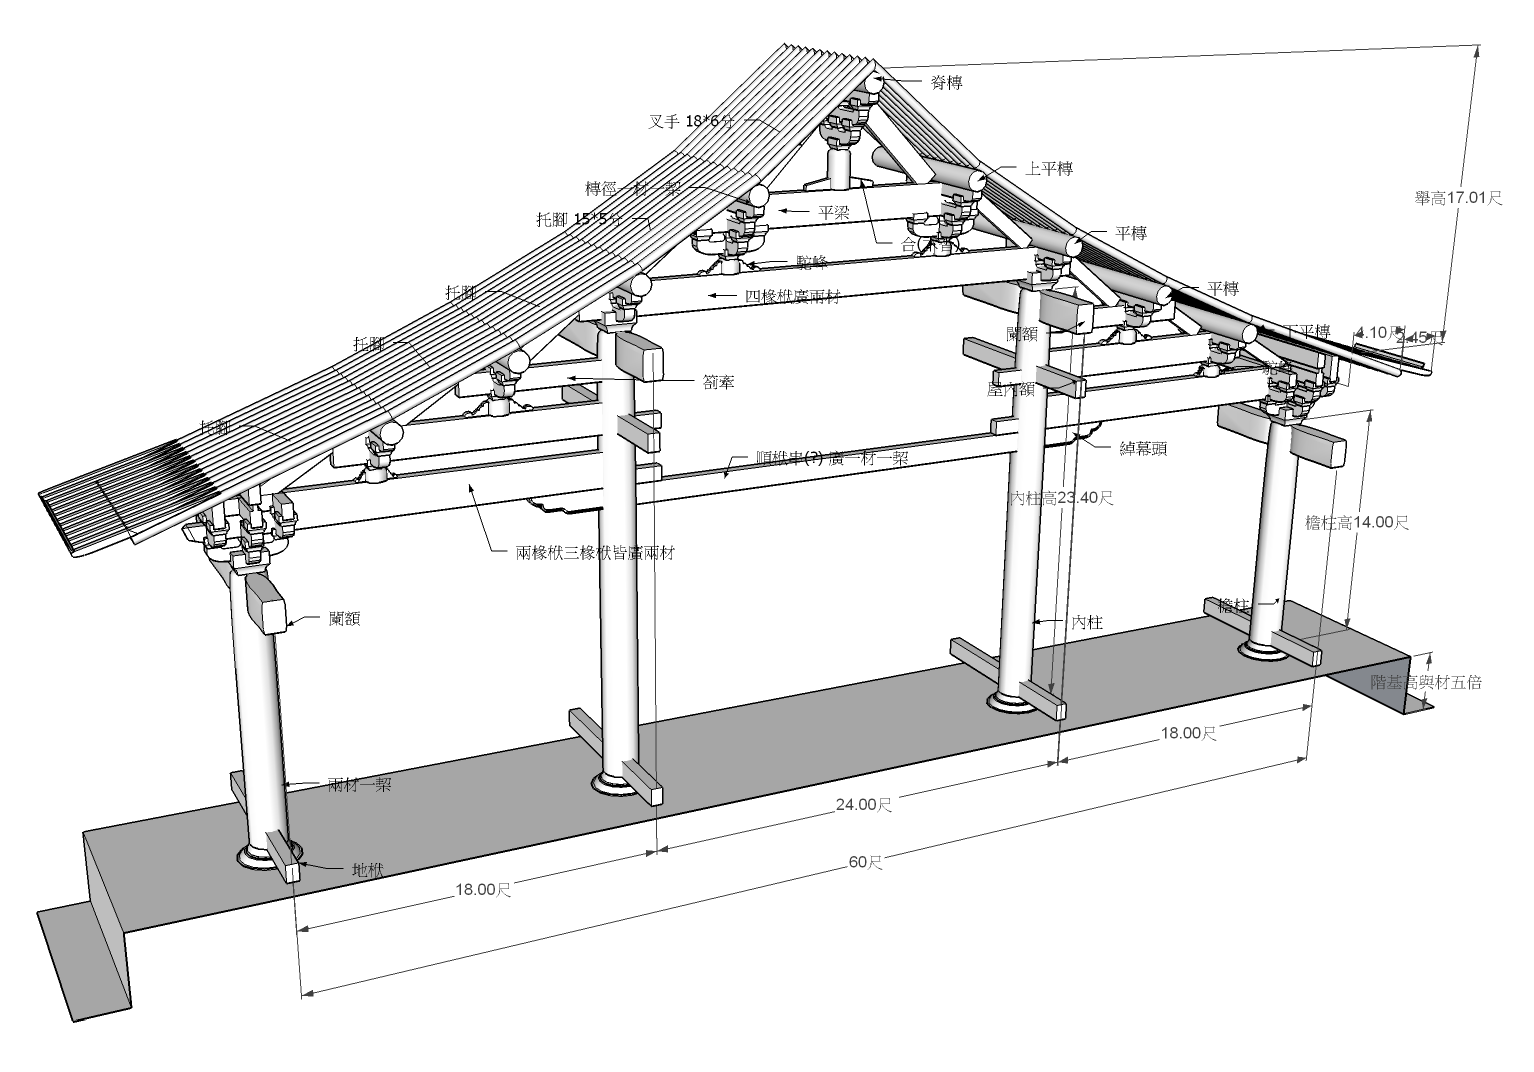 脊槫
叉手 18*6分
上平槫
槫徑一材一栔
舉高17.01尺
平梁
托腳 15*5分
平槫
駝峰
四椽栿廣兩材
平槫
托腳
闌額
下平槫
4.10尺
2.45尺
托腳
箚牽
屋內額
托腳
順栿串(?) 廣一材一栔
綽幕頭
內柱高23.40尺
檐柱高14.00尺
兩椽栿三椽栿皆廣兩材
檐柱
闌額
內柱
階基高與材五倍
18.00尺
兩材一栔
24.00尺
60尺
地栿
18.00尺